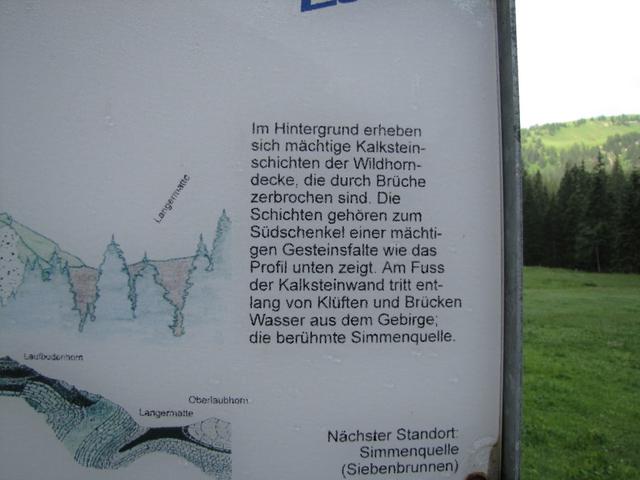 Im Hintergrund erheben
sich mächtige Kalkstein-
schichten der Wildhorn-
decke, die durch Brüche
zerbrochen sind. Die
Schichten gehören zum
Südschenkel einer mächti-
gen Gesteinsfalte wie das
Profil unten zeigt. Am Fuss
der Kalksteinwand tritt ent-
lang von Klüften und Brücken
Wasser aus dem Gebirge;
die berühmte Simmenquelle.
Langermatte
Laufbodenhorn
Oberlaubhorn
Langermatte
Nächster Standort:
Simmenquelle
(Siebenbrunnen)